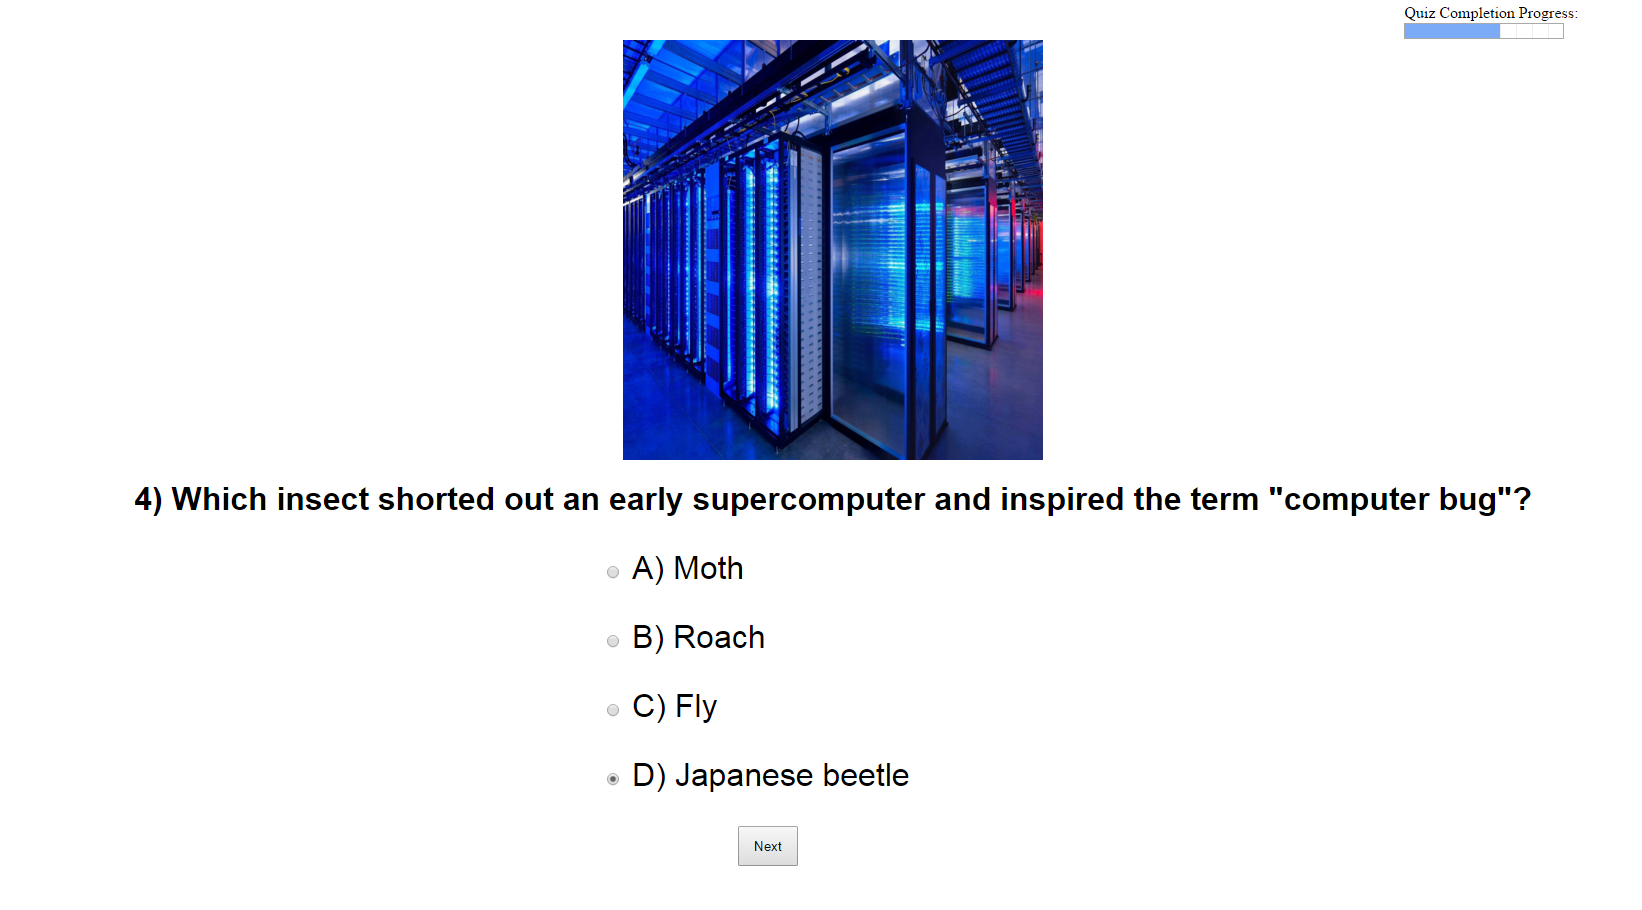 Quiz Completion Progress:
4) Which insect shorted out an early supercomputer and inspired the term "computer bug"?
A) Moth
B) Roach
C) Fly
D) Japanese beetle
Next